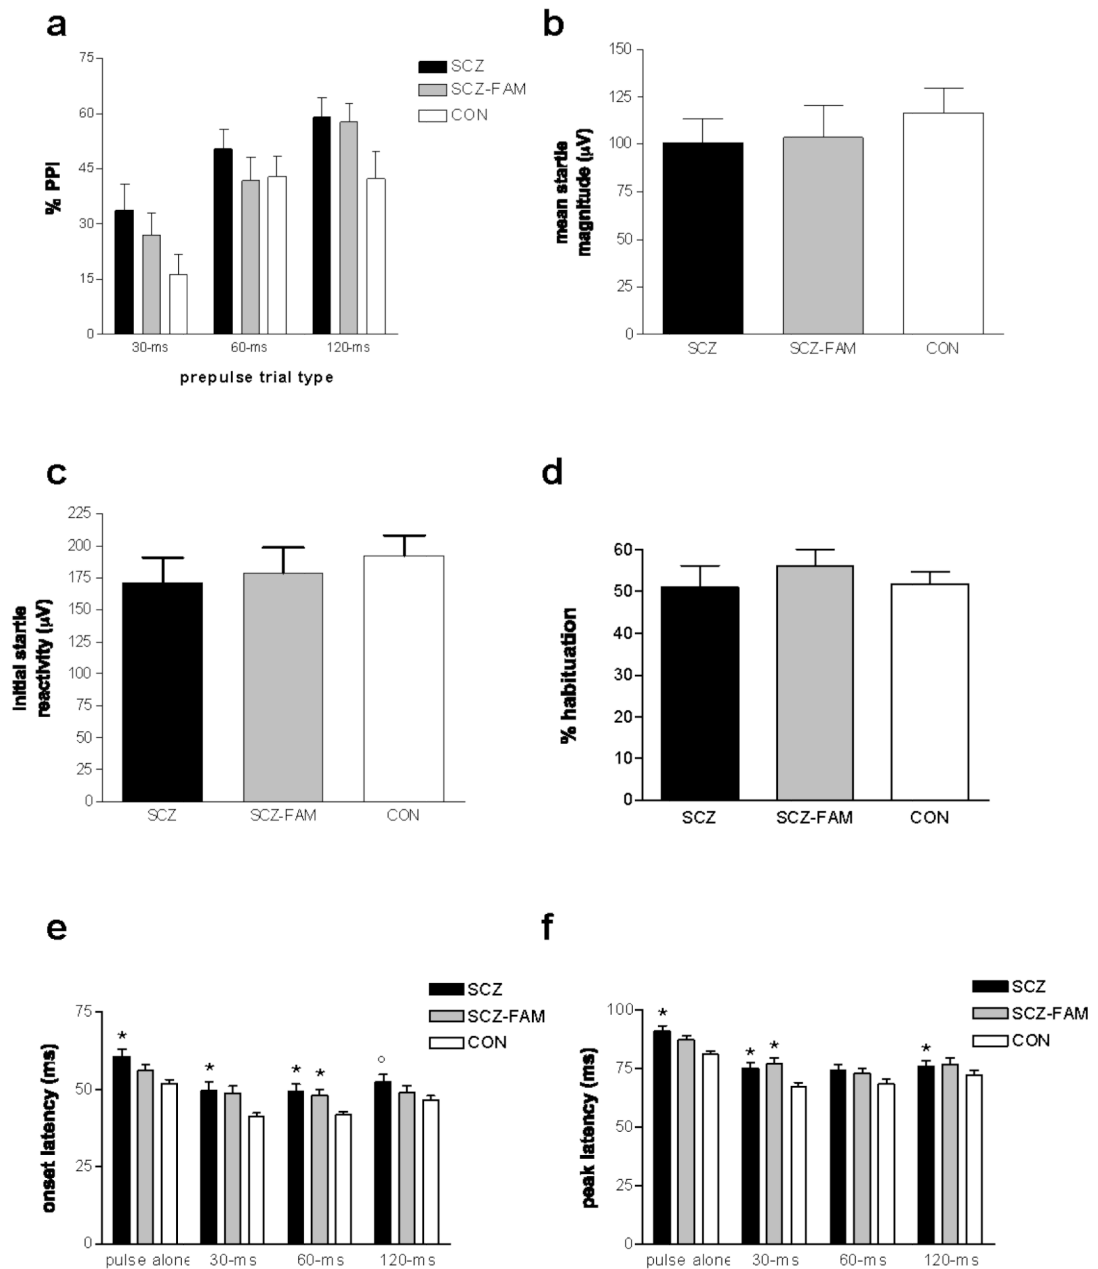 a
75
60
45
30
15
0
% PPI
30-ms
60-ms
120-ms
prepulse trial type
SCZ
SCZ-FAM
CON
b
150
125
100
75
50
25
0
mean startle
magnitude (µV)
SCZ
SCZ-FAM
CON
c
225
200
175
150
125
100
75
50
25
0
initial startle
reactivity (µV)
SCZ
SCZ-FAM
CON
d
60
50
40
30
20
10
0
% habituation
SCZ
SCZ-FAM
CON
e
75
50
25
0
onset latency (ms)
* * * * °
pulse alone
30-ms
60-ms
120-ms
SCZ
SCZ-FAM
CON
f
100
75
50
25
0
peak latency (ms)
* * * *
pulse alone
30-ms
60-ms
120-ms
SCZ
SCZ-FAM
CON